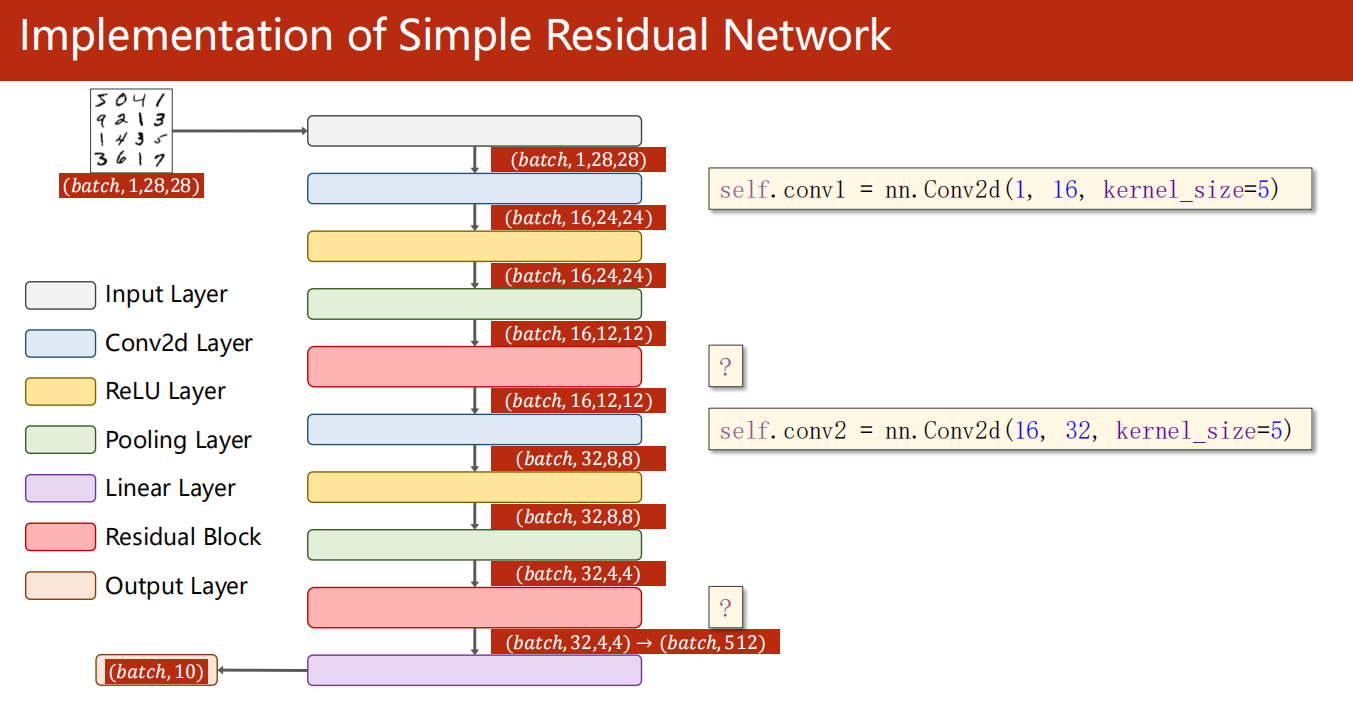 Implementation of Simple Residual Network
5 0 4 1
9 2 1 3
1 4 3 5
3 6 1 7
(batch, 1,28,28)
(batch, 1,28,28)
self.conv1 = nn.Conv2d(1, 16, kernel_size=5)
(batch, 16,24,24)
(batch, 16,24,24)
(batch, 16,12,12)
?
(batch, 16,12,12)
self.conv2 = nn.Conv2d(16, 32, kernel_size=5)
(batch, 32,8,8)
(batch, 32,8,8)
(batch, 32,4,4)
?
(batch, 32,4,4) → (batch, 512)
(batch, 10)
Input Layer
Conv2d Layer
ReLU Layer
Pooling Layer
Linear Layer
Residual Block
Output Layer